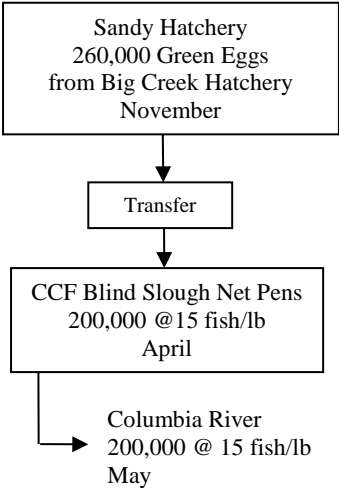 Sandy Hatchery
260,000 Green Eggs
from Big Creek Hatchery
November
Transfer
CCF Blind Slough Net Pens
200,000 @15 fish/lb
April
Columbia River
200,000 @ 15 fish/lb
May